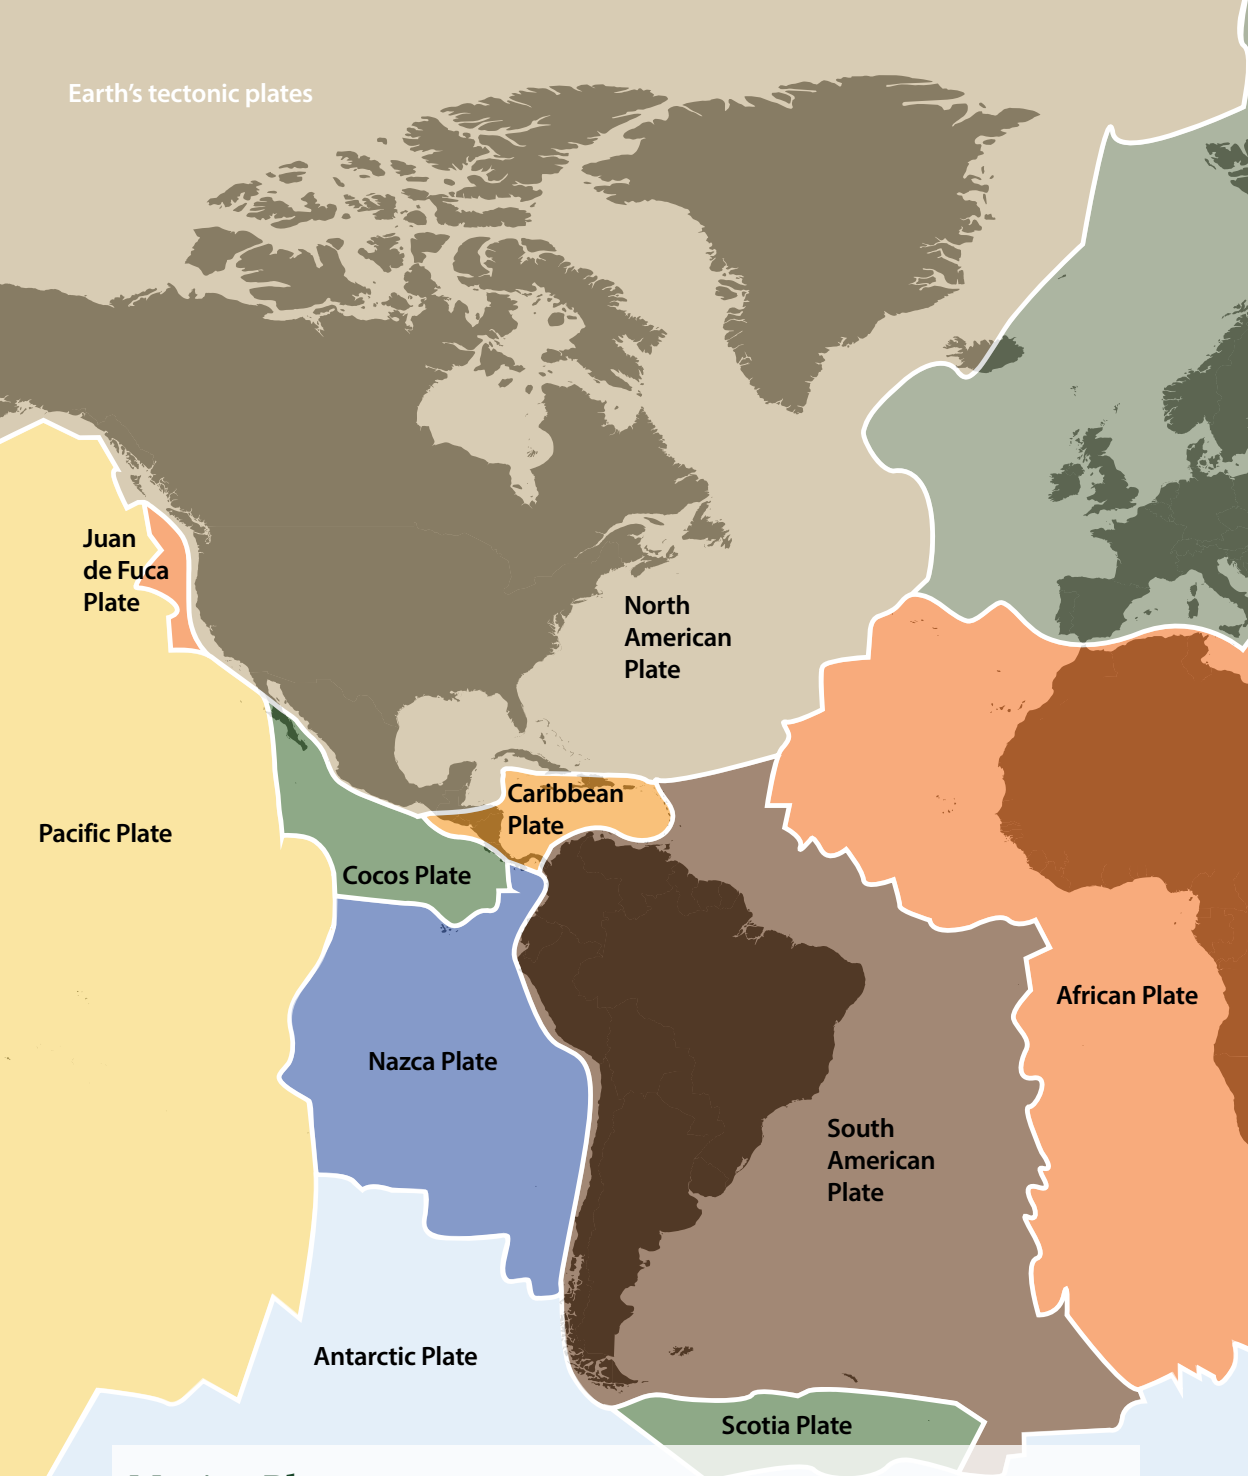 Earth's tectonic plates
Juan
de Fuca
Plate
North
American
Plate
Caribbean
Plate
Pacific Plate
Cocos Plate
African Plate
Nazca Plate
South
American
Plate
Antarctic Plate
Scotia Plate